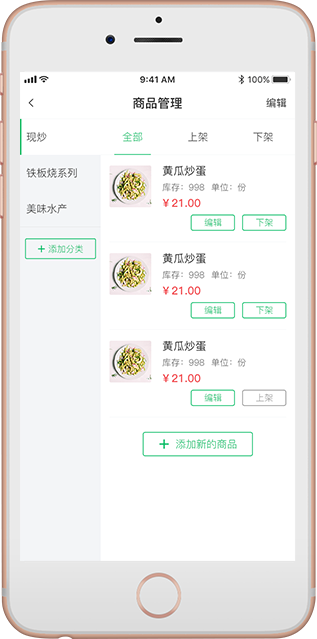 9:41 AM 100%
商品管理 编辑
现炒 全部 上架 下架
铁板烧系列
美味水产
+ 添加分类
黄瓜炒蛋
库存：998 单位：份
¥21.00
编辑 下架
黄瓜炒蛋
库存：998 单位：份
¥21.00
编辑 下架
黄瓜炒蛋
库存：998 单位：份
¥21.00
编辑 上架
+ 添加新的商品